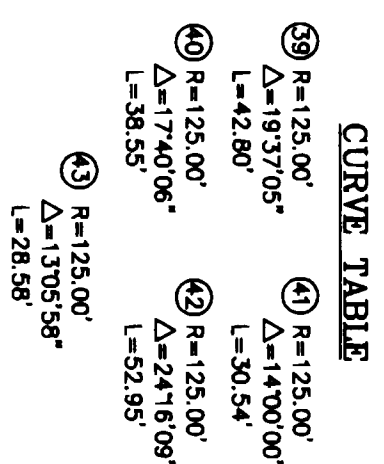 CURVE TABLE
39 R=125.00'
△=19°37'05"
L=42.80'
40 R=125.00'
△=17°40'06"
L=38.55'
41 R=125.00'
△=14°00'00"
L=30.54'
42 R=125.00'
△=24°16'09"
L=52.95'
43 R=125.00'
△=13°05'58"
L=28.58'